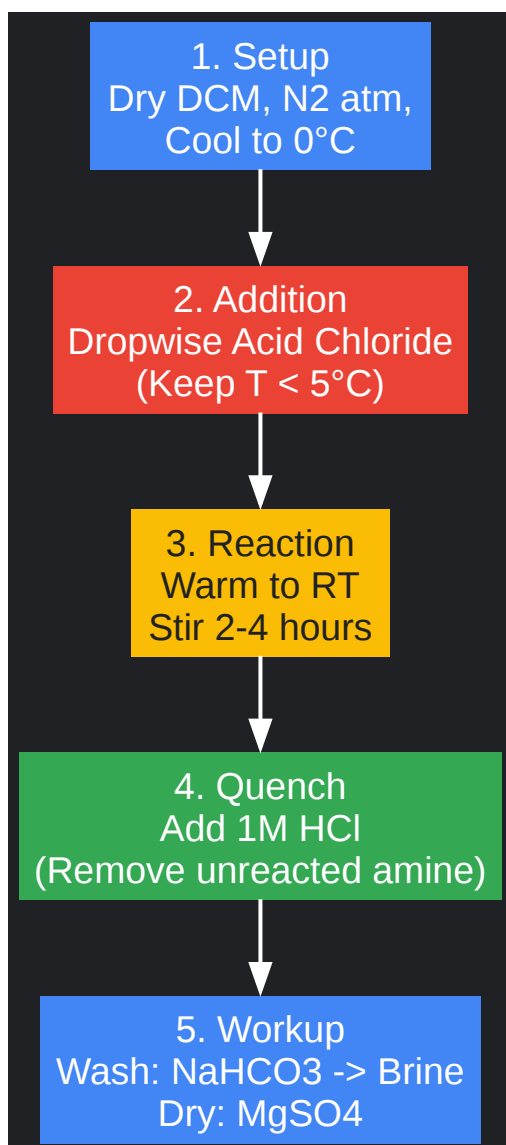 1. Setup
Dry DCM, N2 atm,
Cool to 0°C
2. Addition
Dropwise Acid Chloride
(Keep T < 5°C)
3. Reaction
Warm to RT
Stir 2-4 hours
4. Quench
Add 1M HCl
(Remove unreacted amine)
5. Workup
Wash: NaHCO3 -> Brine
Dry: MgSO4